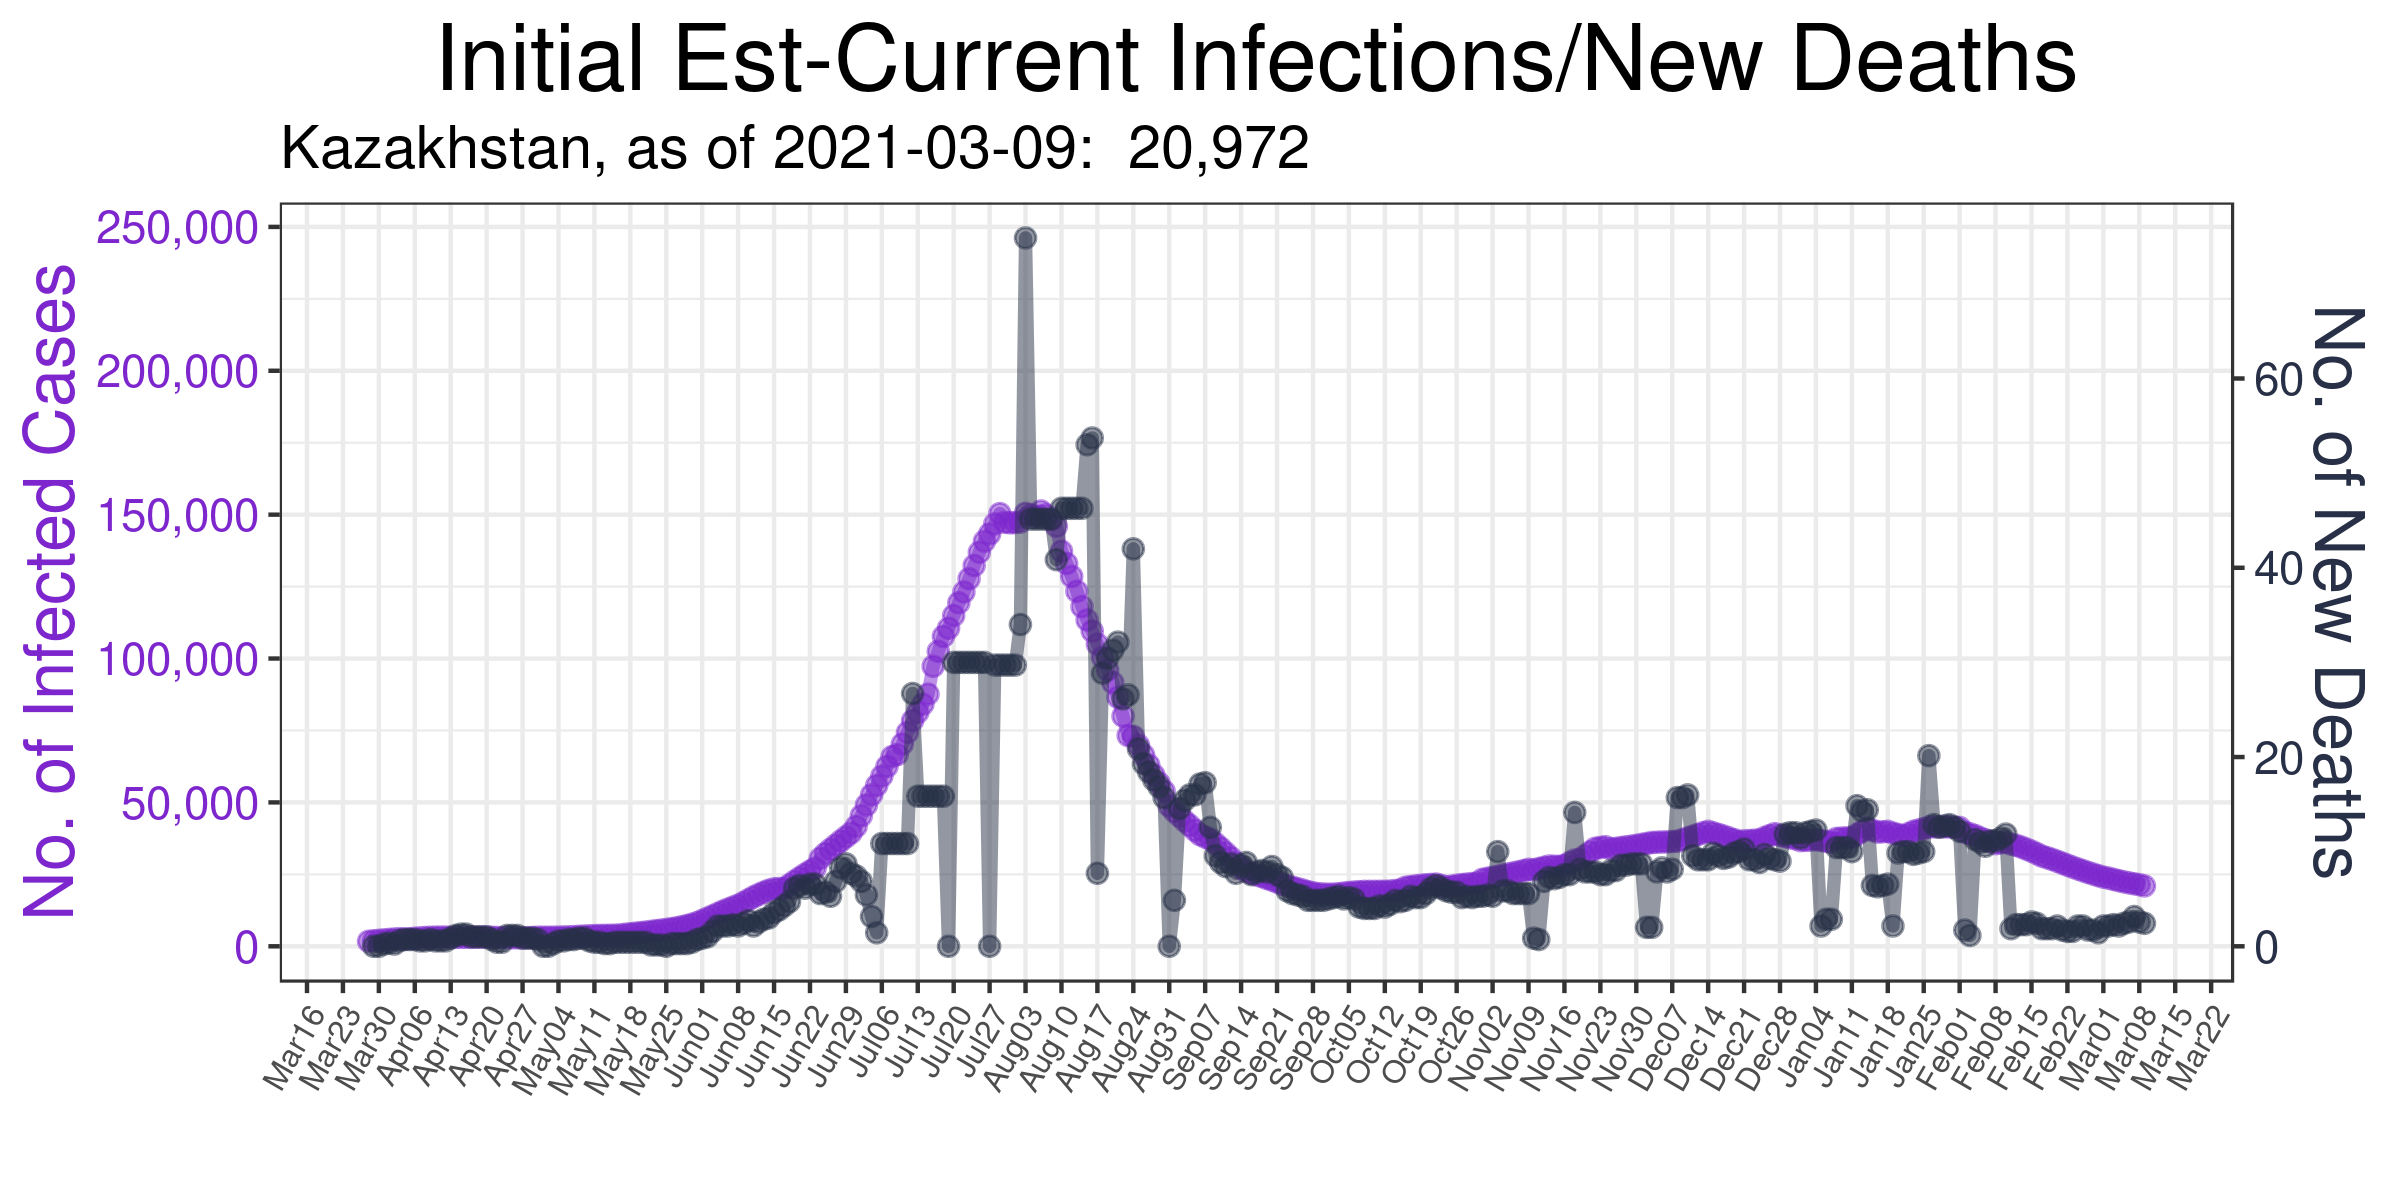 Initial Est-Current Infections/New Deaths
Kazakhstan, as of 2021-03-09:  20,972
No. of Infected Cases
250,000
200,000
150,000
100,000
50,000
0
60
40
20
0
No. of New Deaths
Mar16
Mar23
Mar30
Apr06
Apr13
Apr20
Apr27
May04
May11
May18
May25
Jun01
Jun08
Jun15
Jun22
Jun29
Jul06
Jul13
Jul20
Jul27
Aug03
Aug10
Aug17
Aug24
Aug31
Sep07
Sep14
Sep21
Sep28
Oct05
Oct12
Oct19
Oct26
Nov02
Nov09
Nov16
Nov23
Nov30
Dec07
Dec14
Dec21
Dec28
Jan04
Jan11
Jan18
Jan25
Feb01
Feb08
Feb15
Feb22
Mar01
Mar08
Mar15
Mar22